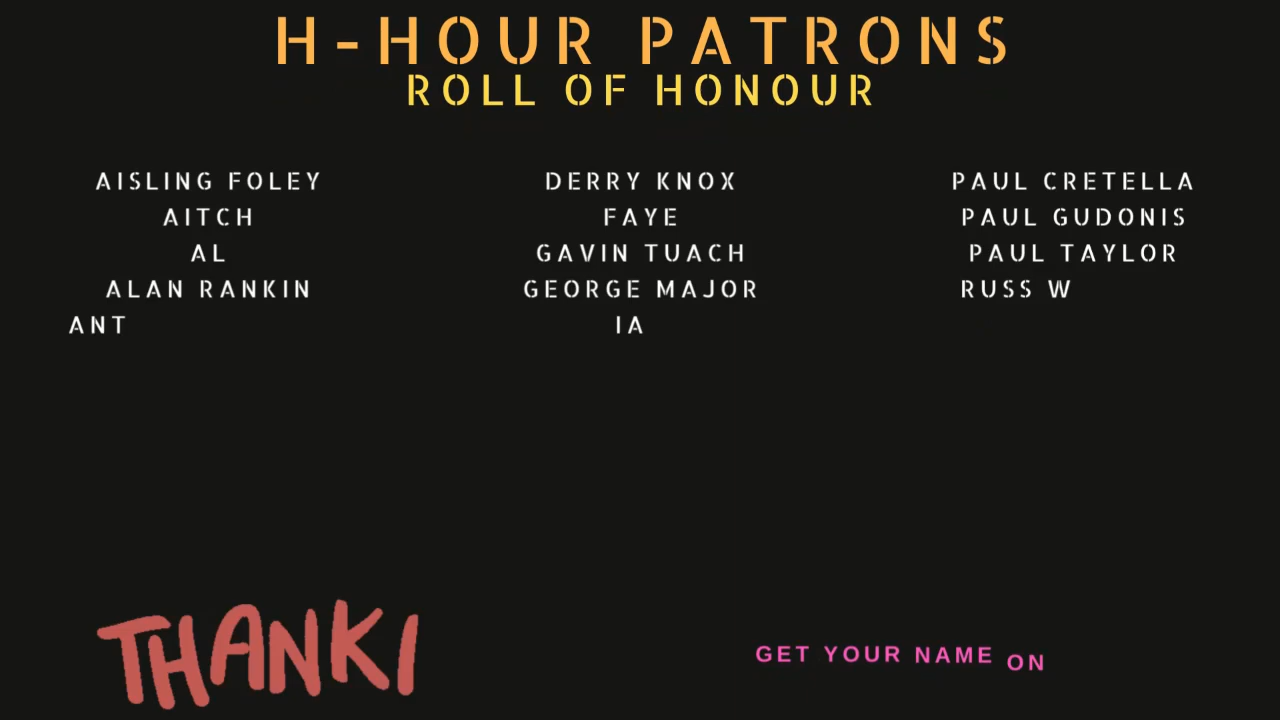 H-HOUR PATRONS
ROLL OF HONOUR
AISLING FOLEY
AITCH
AL
ALAN RANKIN
ANT
DERRY KNOX
FAYE
GAVIN TUACH
GEORGE MAJOR
IA
PAUL CRETELLA
PAUL GUDONIS
PAUL TAYLOR
RUSS W
THANKI
GET YOUR NAME ON